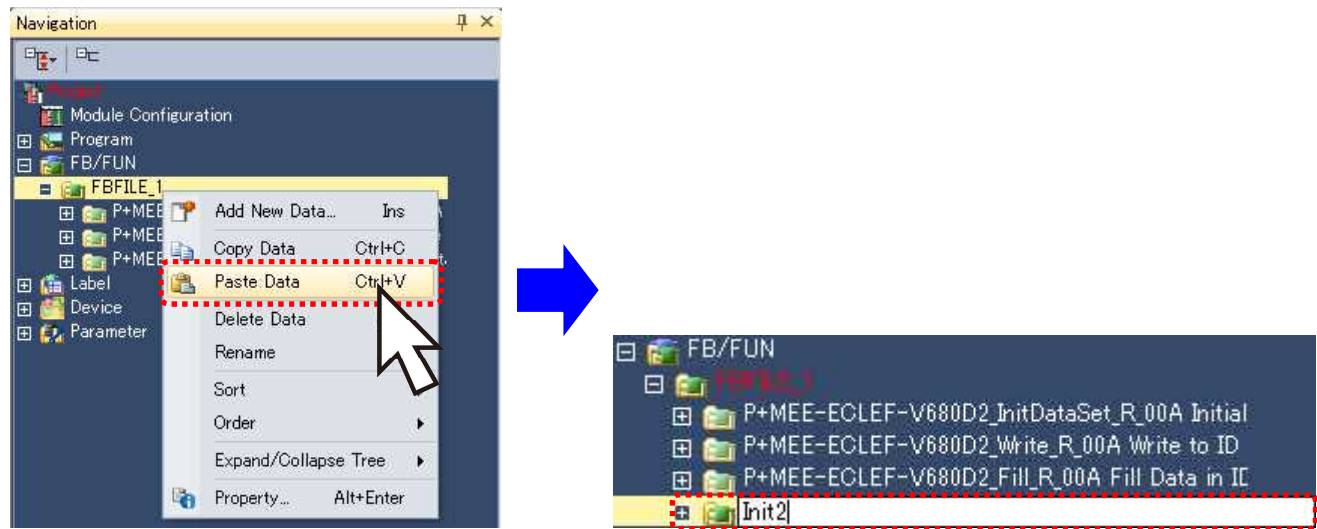 Navigation
Project
Module Configuration
Program
FB/FUN
FBFILE_1
P+MEE
P+MEE
P+MEE
Label
Device
Parameter
Add New Data... Ins
Copy Data Ctrl+C
Paste Data Ctrl+V
Delete Data
Rename
Sort
Order
Expand/Collapse Tree
Property... Alt+Enter
FB/FUN
FBFILE_1
P+MEE-ECLEF-V680D2_InitDataSet_R_00A Initial
P+MEE-ECLEF-V680D2_Write_R_00A Write to ID
P+MEE-ECLEF-V680D2_Fill_R_00A Fill Data in ID
Init2